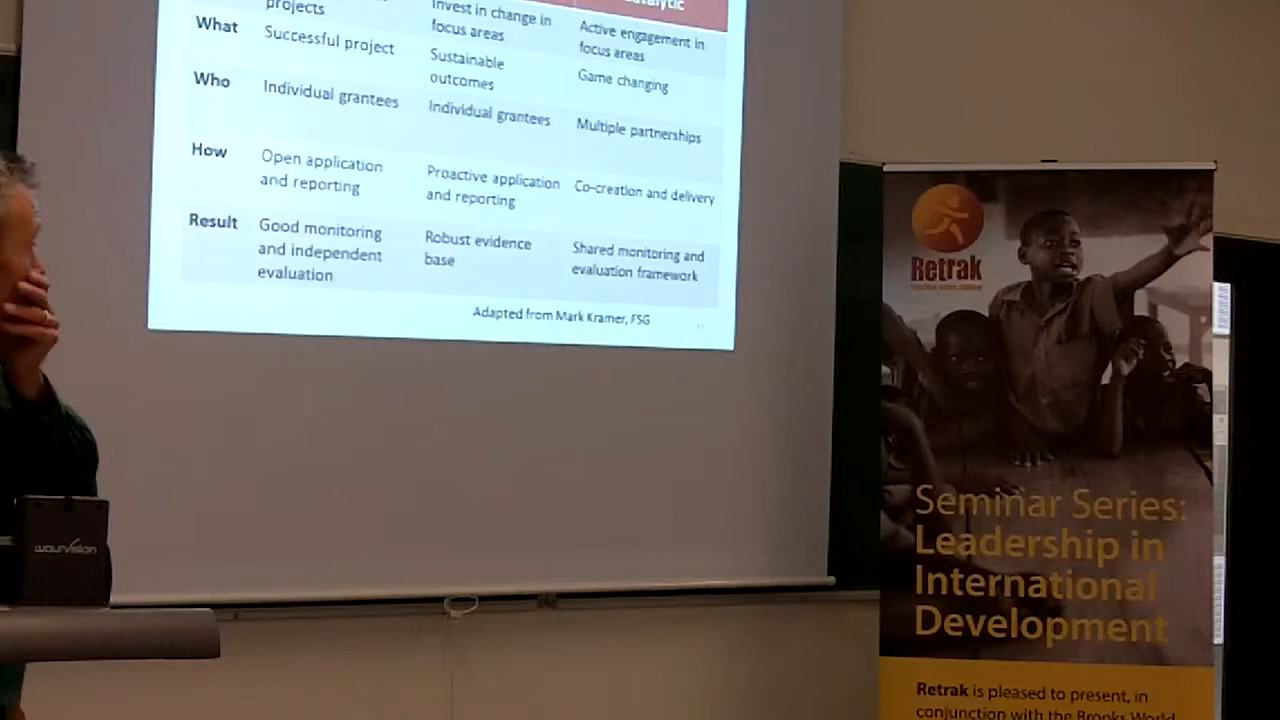 projects
Invest in change in
focus areas
Active engagement in
focus areas
What
Successful project
Sustainable
outcomes
Game changing
Who
Individual grantees
Individual grantees
Multiple partnerships
How
Open application
and reporting
Proactive application
and reporting
Co-creation and delivery
Result
Good monitoring
and independent
evaluation
Robust evidence
base
Shared monitoring and
evaluation framework
Adapted from Mark Kramer, FSG
Retrak
Seminar Series:
Leadership in
International
Development
Retrak is pleased to present, in
conjunction with the Brooks World
wolfvision